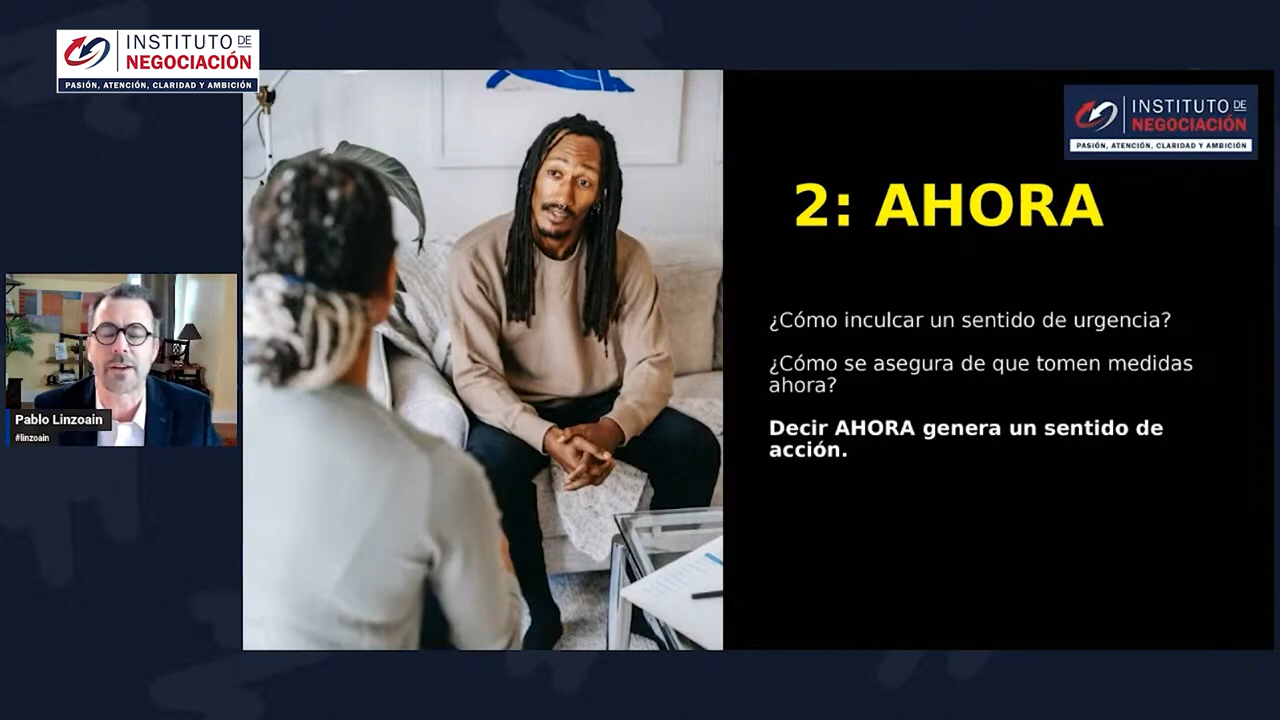 INSTITUTO DE
NEGOCIACIÓN
PASIÓN, ATENCIÓN, CLARIDAD Y AMBICIÓN
INSTITUTO DE
NEGOCIACIÓN
PASIÓN, ATENCIÓN, CLARIDAD Y AMBICIÓN
2: AHORA
¿Cómo inculcar un sentido de urgencia?
¿Cómo se asegura de que tomen medidas
ahora?
Decir AHORA genera un sentido de
acción.
Pablo Linzoain
#linzoain